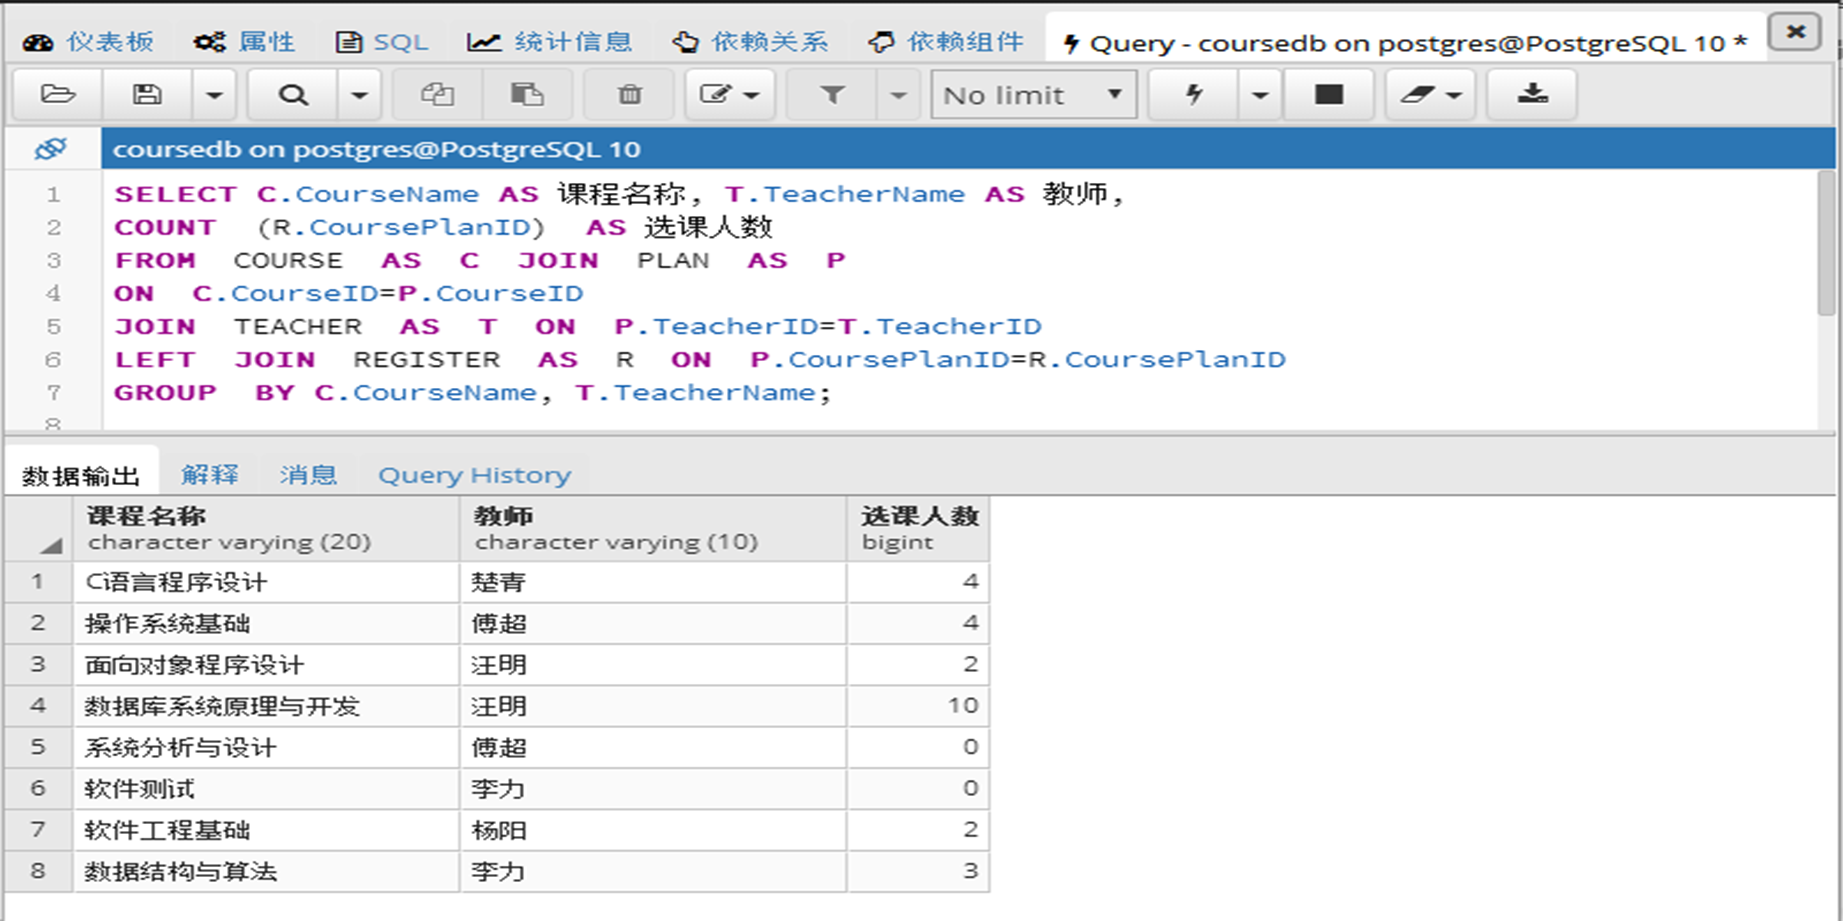 仪表板 属性 SQL 统计信息 依赖关系 依赖组件 Query - coursedb on postgres@PostgreSQL 10 *
No limit
coursedb on postgres@PostgreSQL 10
1 SELECT C.CourseName AS 课程名称, T.TeacherName AS 教师,
2 COUNT (R.CoursePlanID) AS 选课人数
3 FROM COURSE AS C JOIN PLAN AS P
4 ON C.CourseID=P.CourseID
5 JOIN TEACHER AS T ON P.TeacherID=T.TeacherID
6 LEFT JOIN REGISTER AS R ON P.CoursePlanID=R.CoursePlanID
7 GROUP BY C.CourseName, T.TeacherName;
8
数据输出 解释 消息 Query History
课程名称 教师 选课人数
character varying (20) character varying (10) bigint
1 C语言程序设计 楚青 4
2 操作系统基础 傅超 4
3 面向对象程序设计 汪明 2
4 数据库系统原理与开发 汪明 10
5 系统分析与设计 傅超 0
6 软件测试 李力 0
7 软件工程基础 杨阳 2
8 数据结构与算法 李力 3